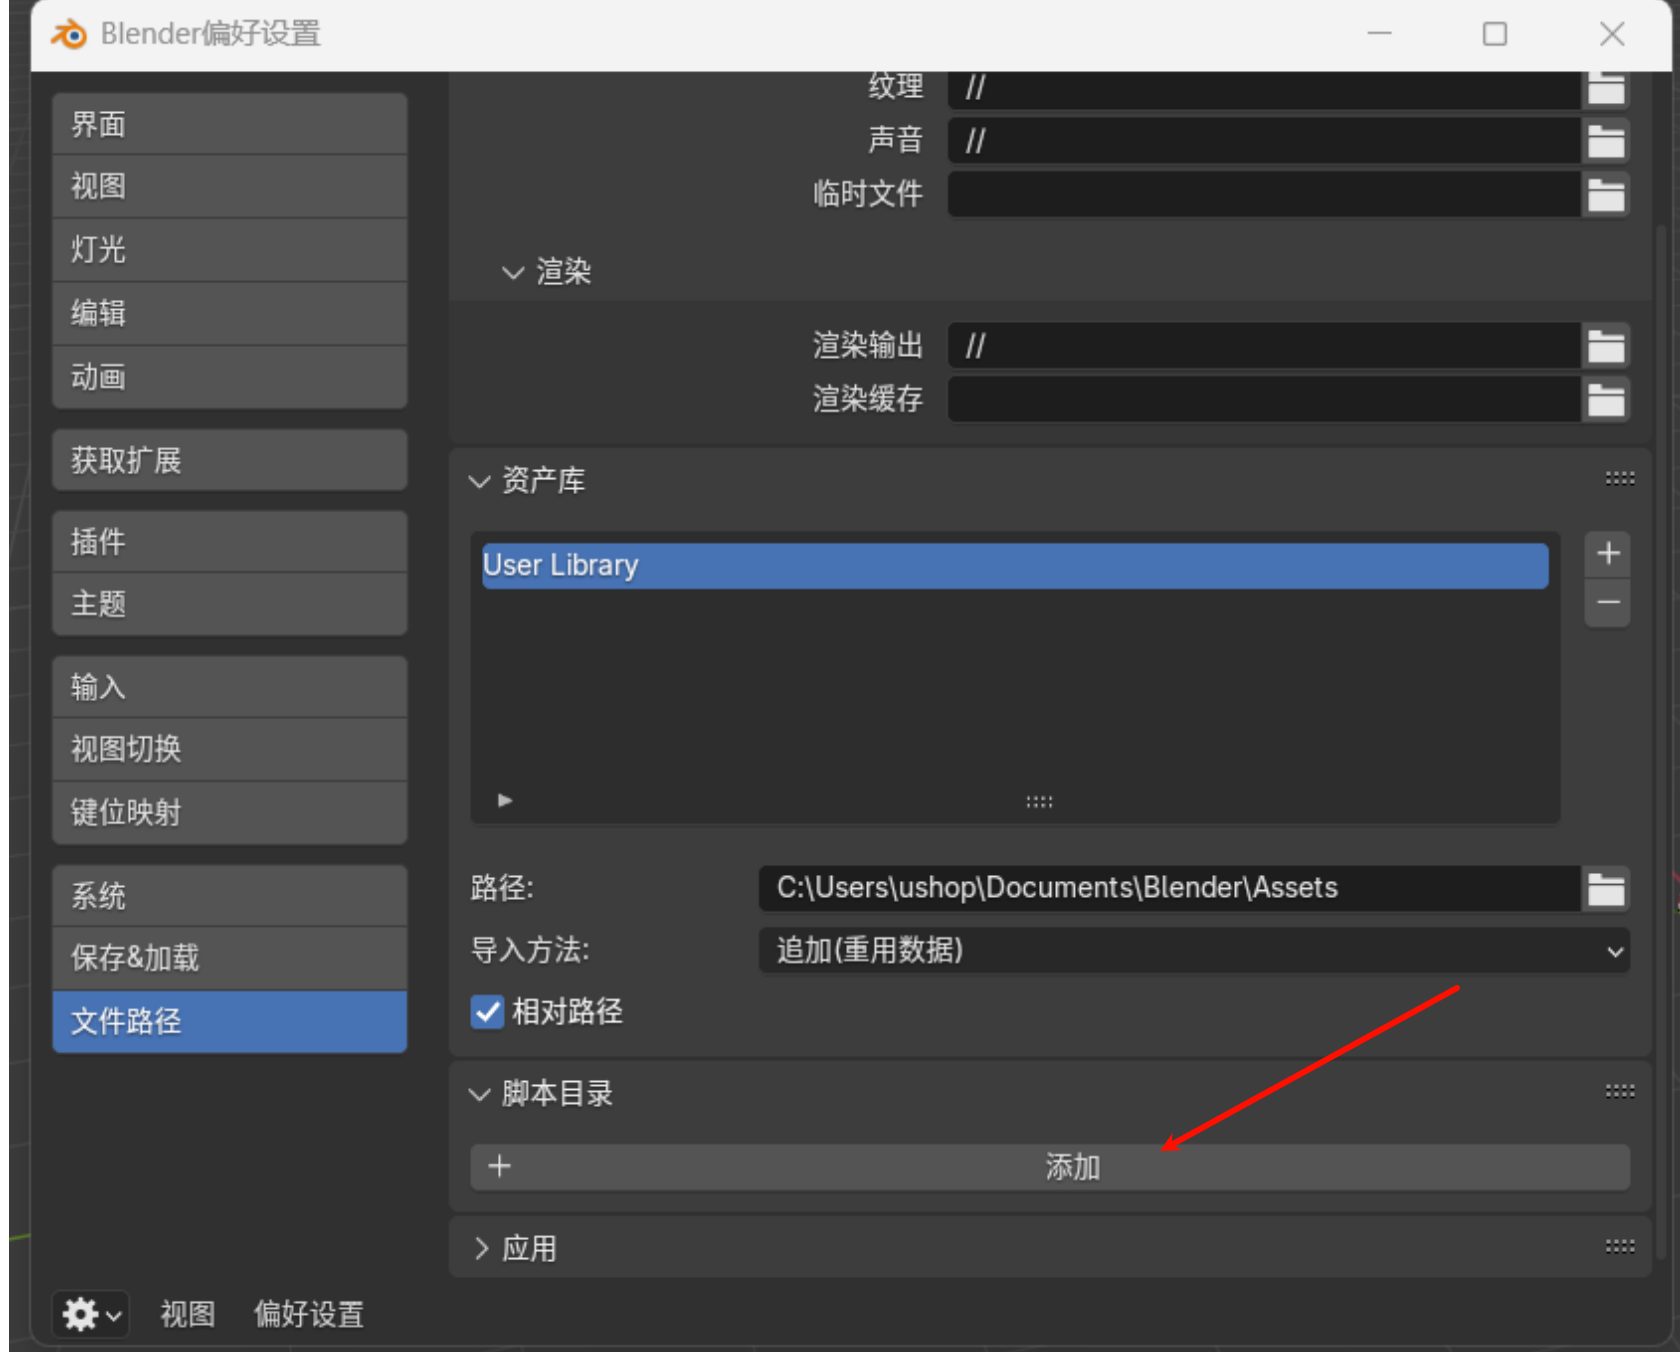 Blender偏好设置
界面
视图
灯光
编辑
动画
获取扩展
插件
主题
输入
视图切换
键位映射
系统
保存&加载
文件路径
纹理 //
声音 //
临时文件
渲染
渲染输出 //
渲染缓存
资产库
User Library
路径: C:\Users\ushop\Documents\Blender\Assets
导入方法: 追加(重用数据)
相对路径
脚本目录
添加
应用
视图 偏好设置